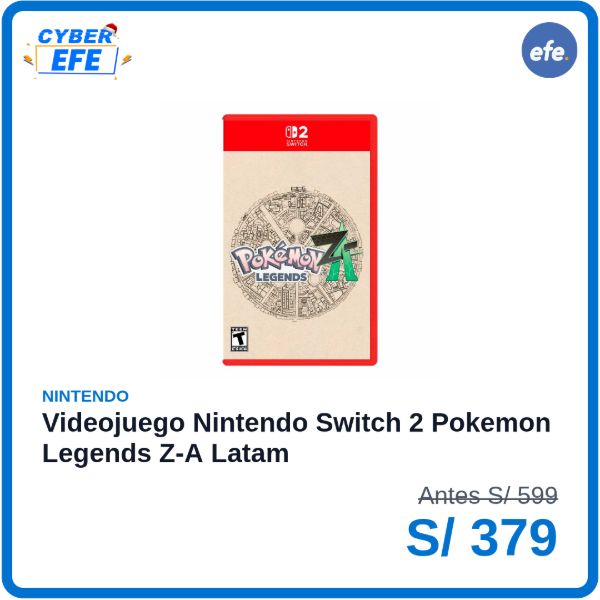 CYBER
EFE
efe.
2
NINTENDO
SWITCH
Pokémon
LEGENDS
ZA
TEEN
T
NINTENDO
Videojuego Nintendo Switch 2 Pokemon
Legends Z-A Latam
Antes S/ 599
S/ 379